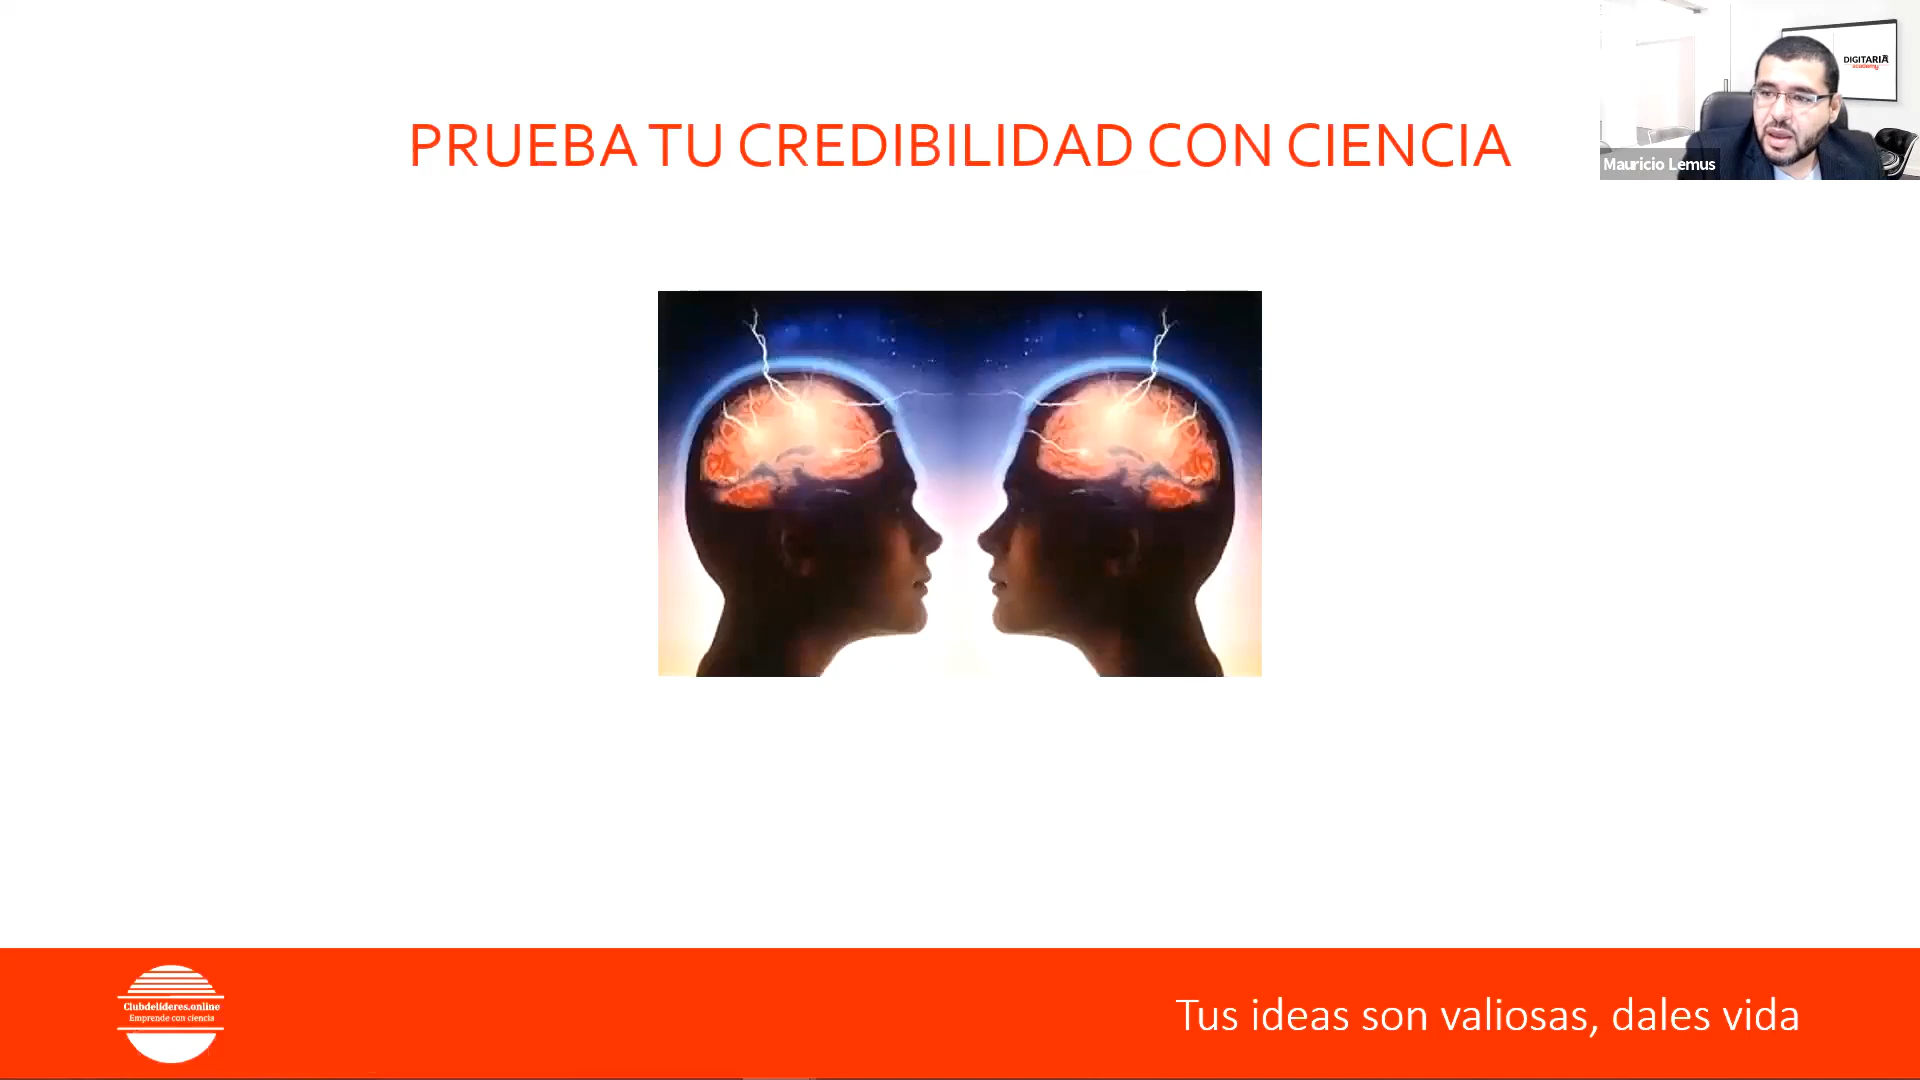 PRUEBA TU CREDIBILIDAD CON CIENCIA
DIGITARIA
academy
Mauricio Lemus
Clubdelideres.online
Emprende con ciencia
Tus ideas son valiosas, dales vida